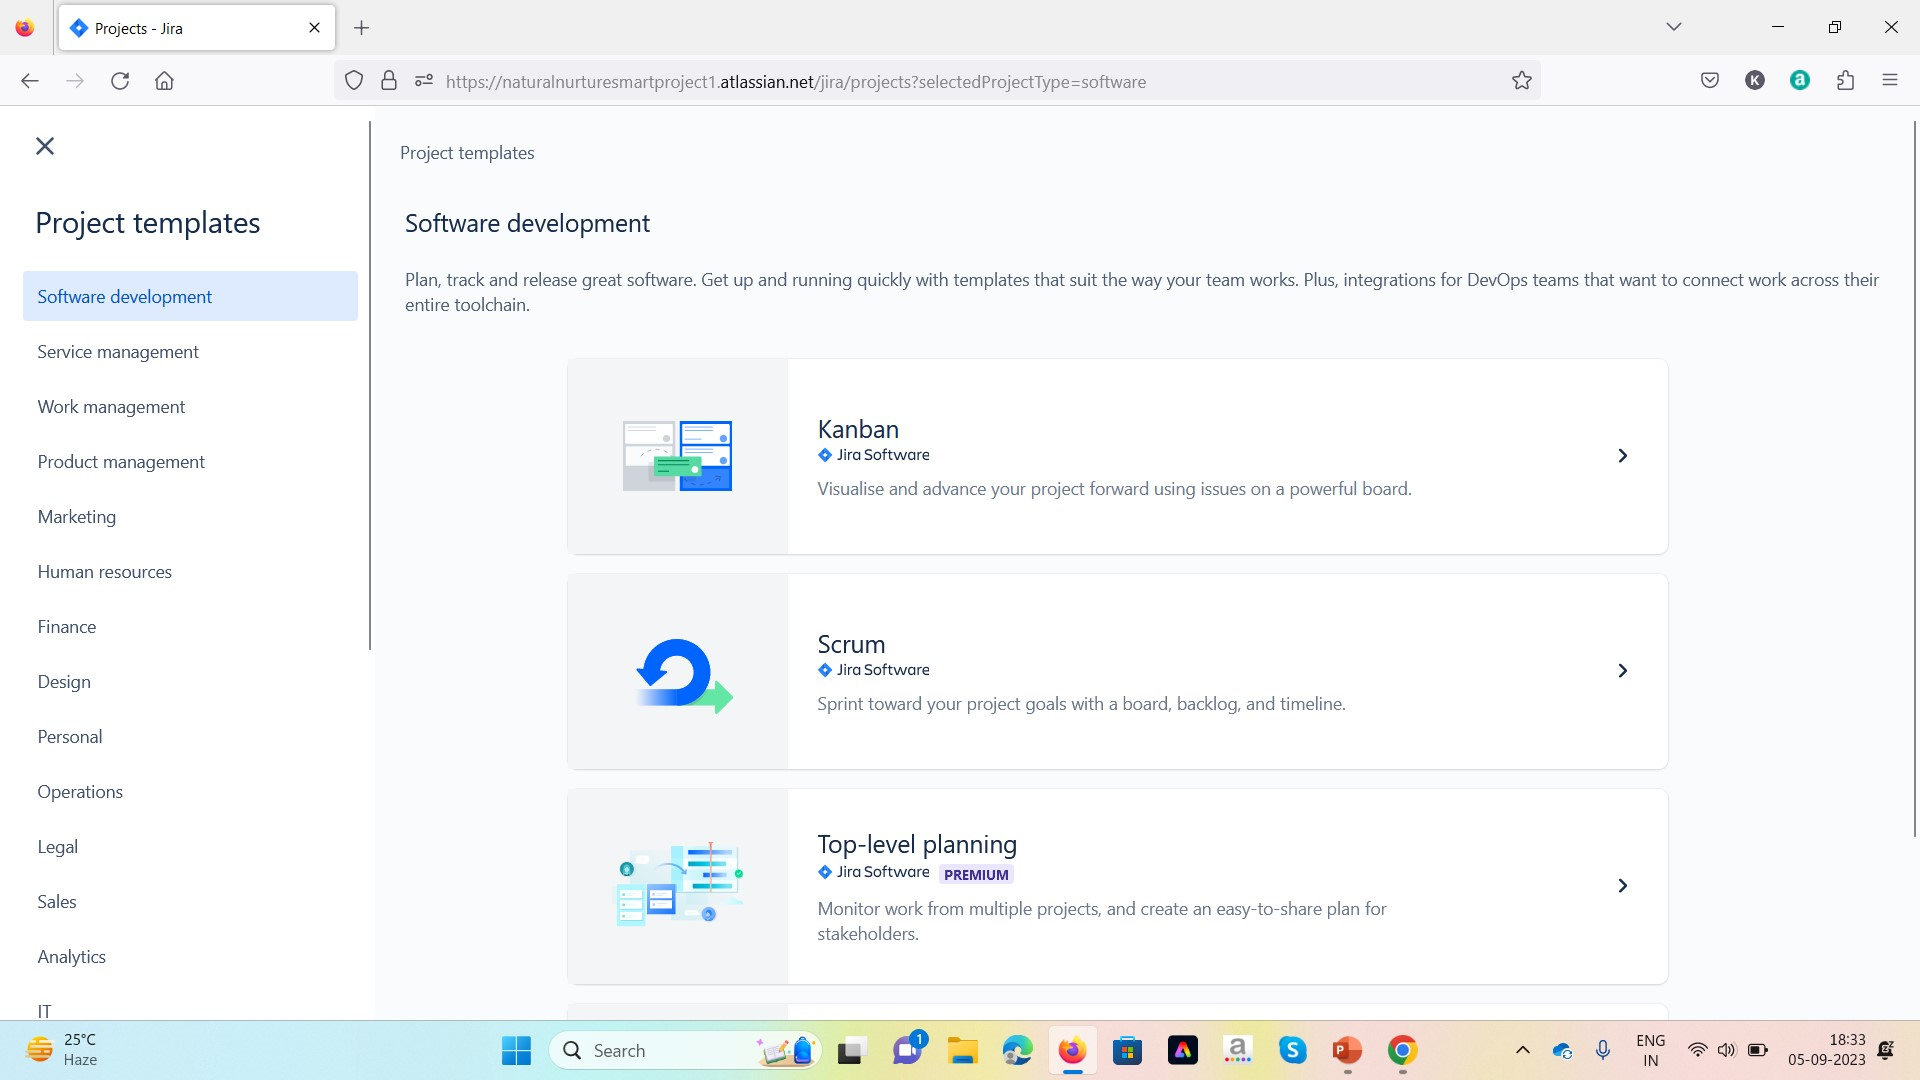 Projects - Jira
https://naturalnurturesmartproject1.atlassian.net/jira/projects?selectedProjectType=software
K
a
Project templates
Software development
Service management
Work management
Product management
Marketing
Human resources
Finance
Design
Personal
Operations
Legal
Sales
Analytics
IT
Project templates
Software development
Plan, track and release great software. Get up and running quickly with templates that suit the way your team works. Plus, integrations for DevOps teams that want to connect work across their
entire toolchain.
Kanban
Jira Software
Visualise and advance your project forward using issues on a powerful board.
Scrum
Jira Software
Sprint toward your project goals with a board, backlog, and timeline.
Top-level planning
Jira Software PREMIUM
Monitor work from multiple projects, and create an easy-to-share plan for
stakeholders.
25°C
Haze
Search
1
a
S
P
ENG
IN
18:33
05-09-2023